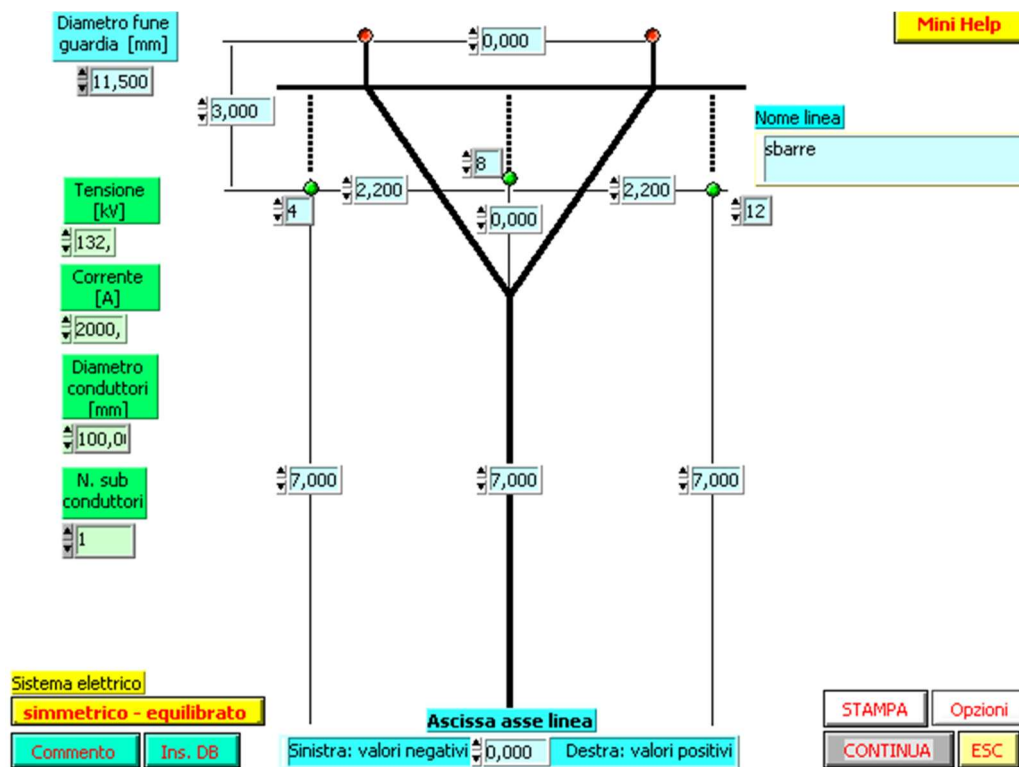 Diametro fune
guardia [mm]
11,500
0,000
Mini Help
3,000
Nome linea
sbarre
8
2,200
2,200
4
0,000
12
Tensione
[kV]
132,
Corrente
[A]
2000,
Diametro
conduttori
[mm]
100,0
7,000
7,000
7,000
N. sub
conduttori
1
Sistema elettrico
simmetrico - equilibrato
Commento
Ins. DB
Ascissa asse linea
Sinistra: valori negativi
0,000
Destra: valori positivi
STAMPA
Opzioni
CONTINUA
ESC